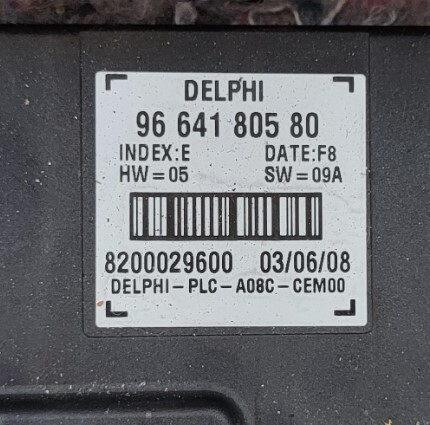 DELPHI
96 641 805 80
INDEX:E DATE:F8
HW=05 SW=09A
8200029600 03/06/08
DELPHI-PLC-A08C-CEM00